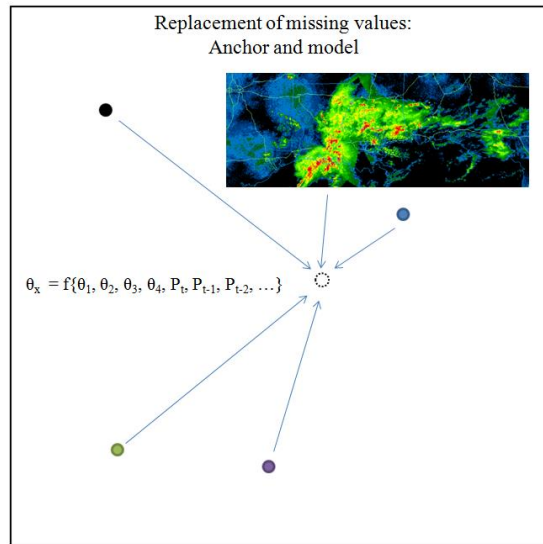 Replacement of missing values:
Anchor and model
θₓ = f{θ₁, θ₂, θ₃, θ₄, Pₜ, Pₜ₋₁, Pₜ₋₂, ...}